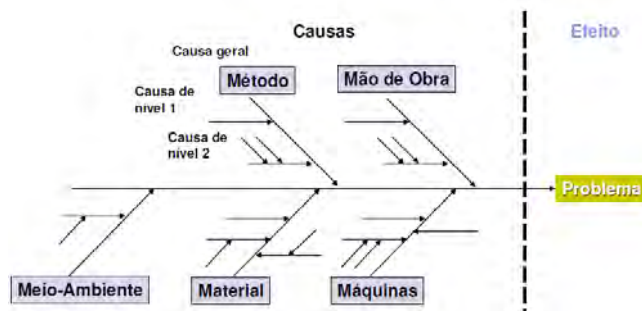 Causas
Efeito
Causa geral
Método
Mão de Obra
Causa de
nível 1
Causa de
nível 2
Problema
Meio-Ambiente
Material
Máquinas